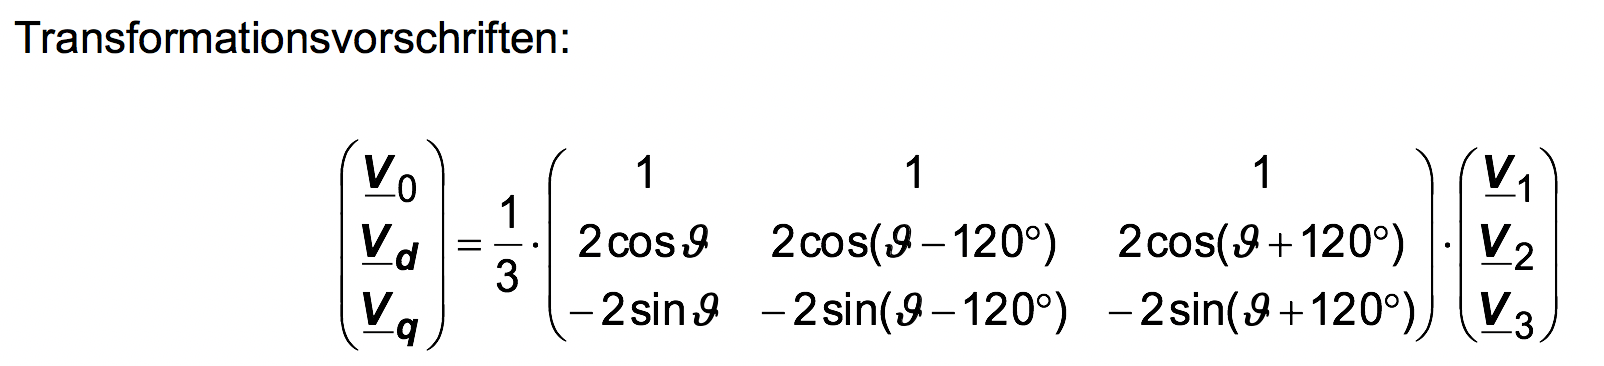 Transformationsvorschriften:
(V0 Vd Vq) = 1/3 · (1 1 1; 2cosϑ 2cos(ϑ−120°) 2cos(ϑ+120°); −2sinϑ −2sin(ϑ−120°) −2sin(ϑ+120°)) · (V1 V2 V3)